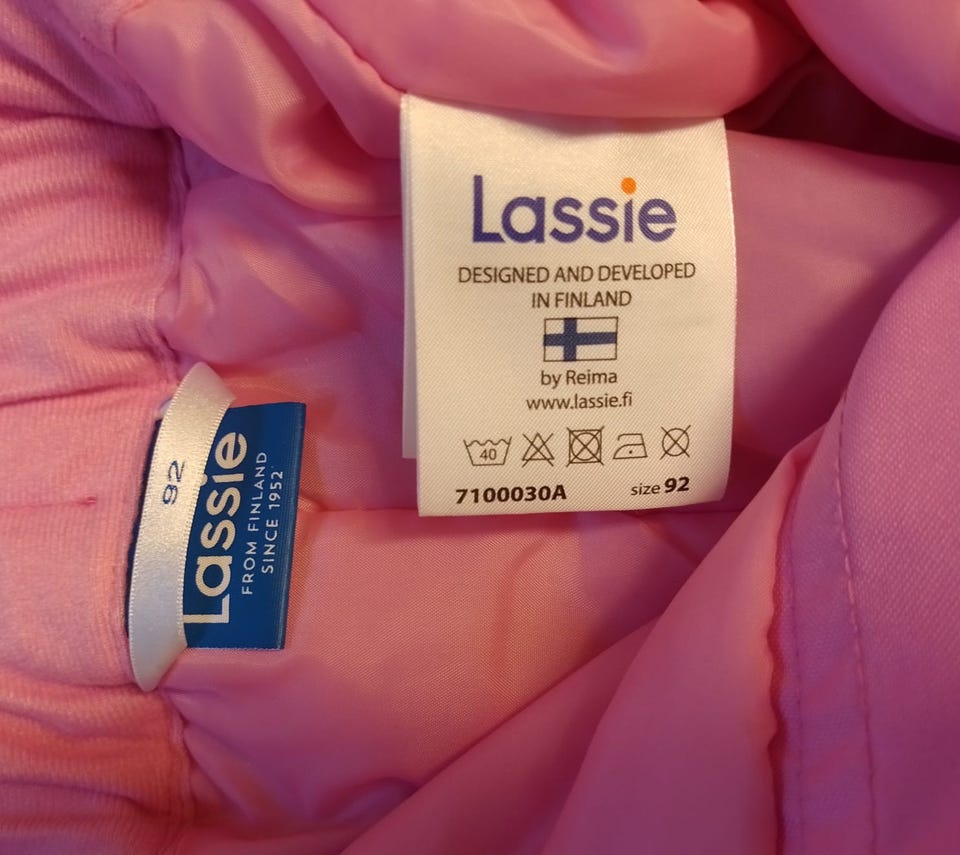 Lassie
DESIGNED AND DEVELOPED
IN FINLAND
by Reima
www.lassie.fi
40
7100030A size 92
92
Lassie
FROM FINLAND
SINCE 1952